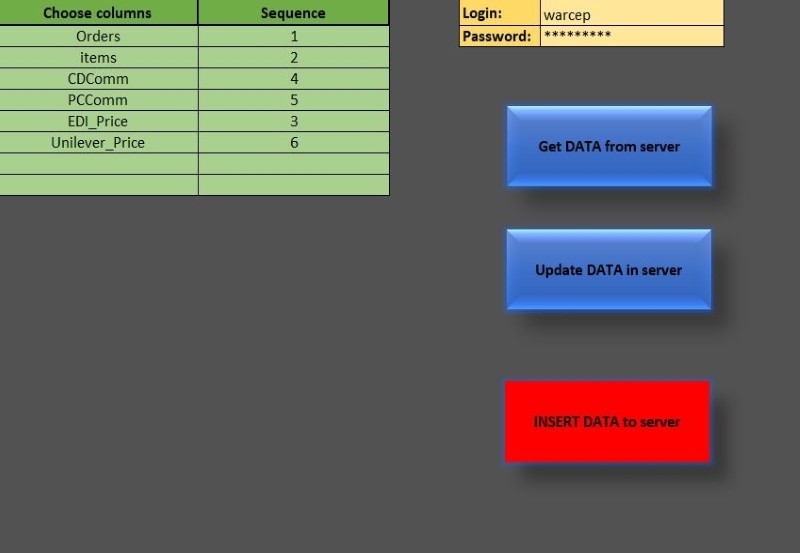 Choose columns Sequence
Orders 1
items 2
CDComm 4
PCComm 5
EDI_Price 3
Unilever_Price 6
Login: warcep
Password: *********
Get DATA from server
Update DATA in server
INSERT DATA to server